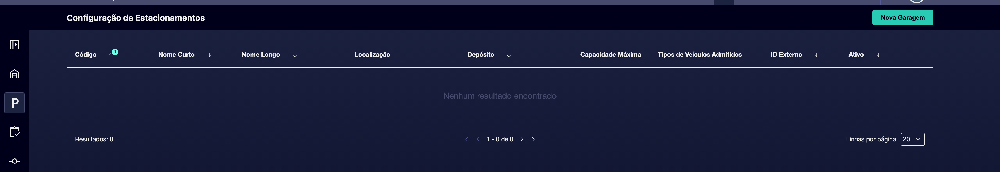 Configuração de Estacionamentos
Nova Garagem
Código 1 Nome Curto Nome Longo Localização Depósito Capacidade Máxima Tipos de Veículos Admitidos ID Externo Ativo
P
Nenhum resultado encontrado
Resultados: 0 1 - 0 de 0 Linhas por página 20